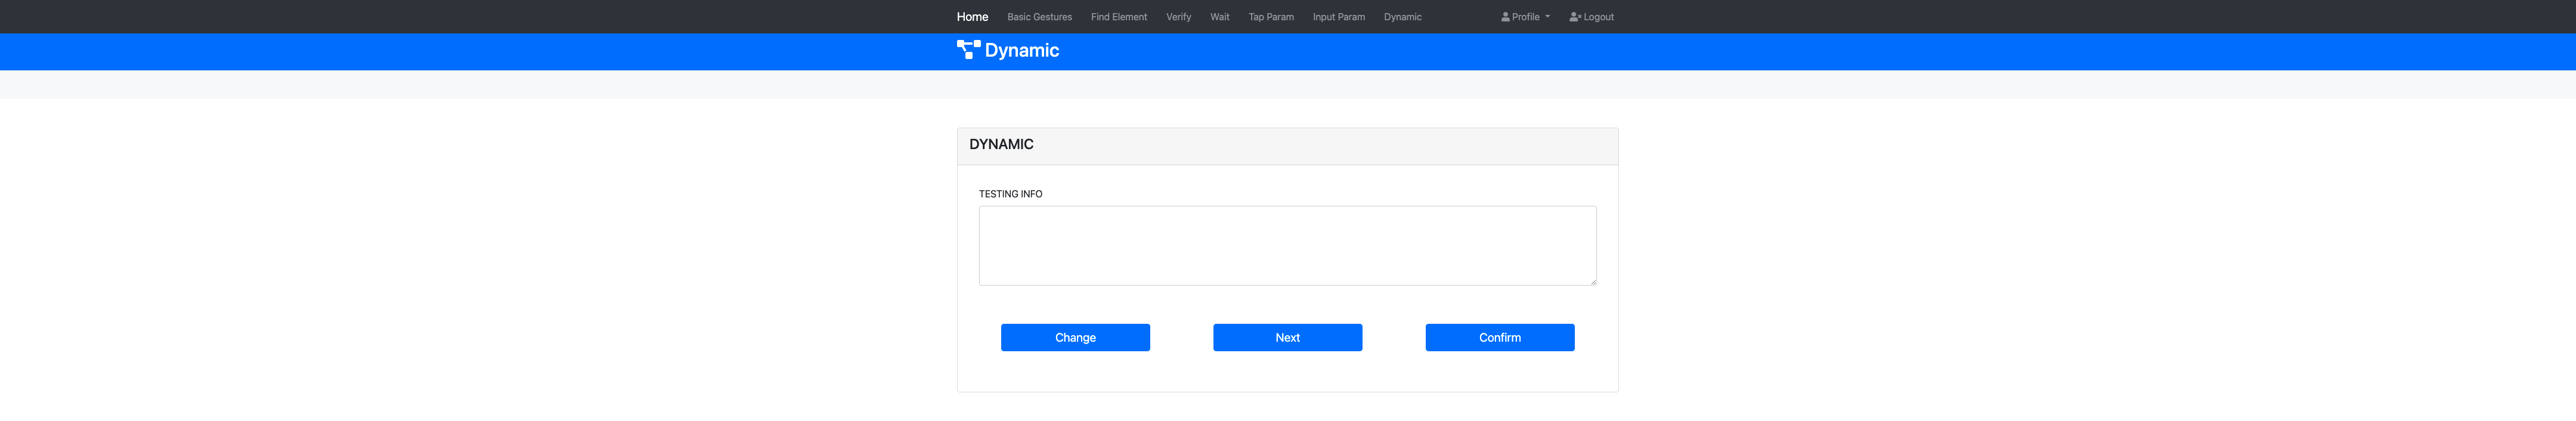 Home Basic Gestures Find Element Verify Wait Tap Param Input Param Dynamic Profile Logout
Dynamic
DYNAMIC
TESTING INFO
Change Next Confirm